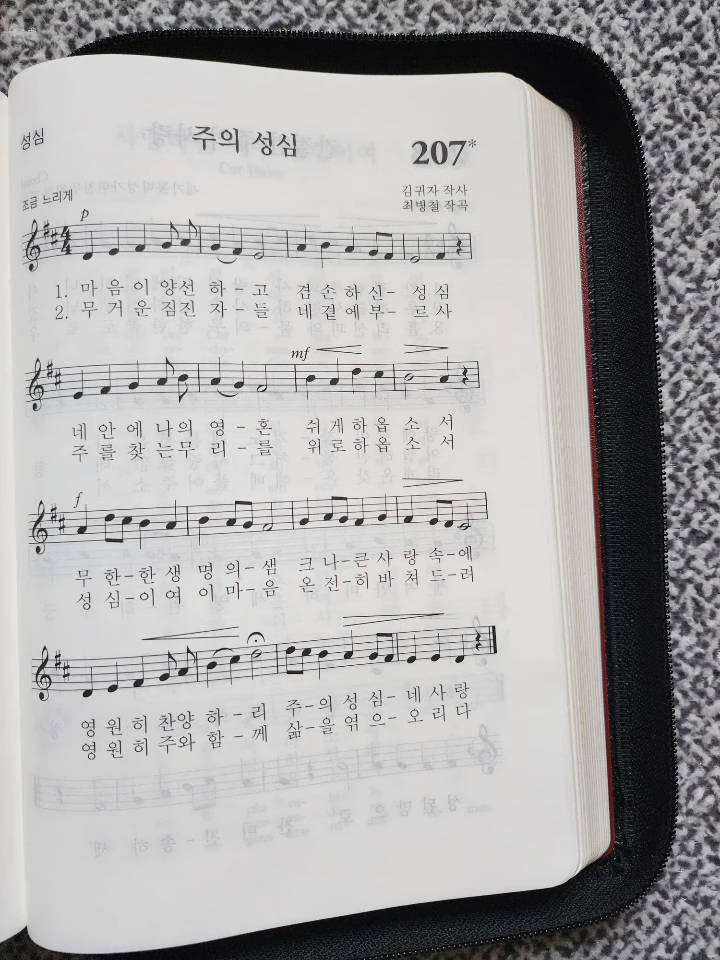 성심
주의 성심
207*
김귀자 작사
최병철 작곡
조금 느리게
p
1. 마 음 이 양선 하 - 고 겸 손 하 신 - 성 심
2. 무 거 운 짐진 자 - 들 네 곁 에 부 - 르 사
mf
네 안 에 나의 영 - 혼 쉬 게 하 옵 소 서
주 를 찾 는무 리 - 를 위 로 하 옵 소 서
f
무 한 - 한 생 명 의 - 샘 크 나 - 큰 사 랑 속 - 에
성 심 - 이 여 이 마 - 음 온 전 - 히 바 쳐 드 - 려
영 원 히 찬양 하 - 리 주 - 의 성 심 - 네 사 랑
영 원 히 주와 함 - 께 삶 - 을 엮 으 - 오 리 다